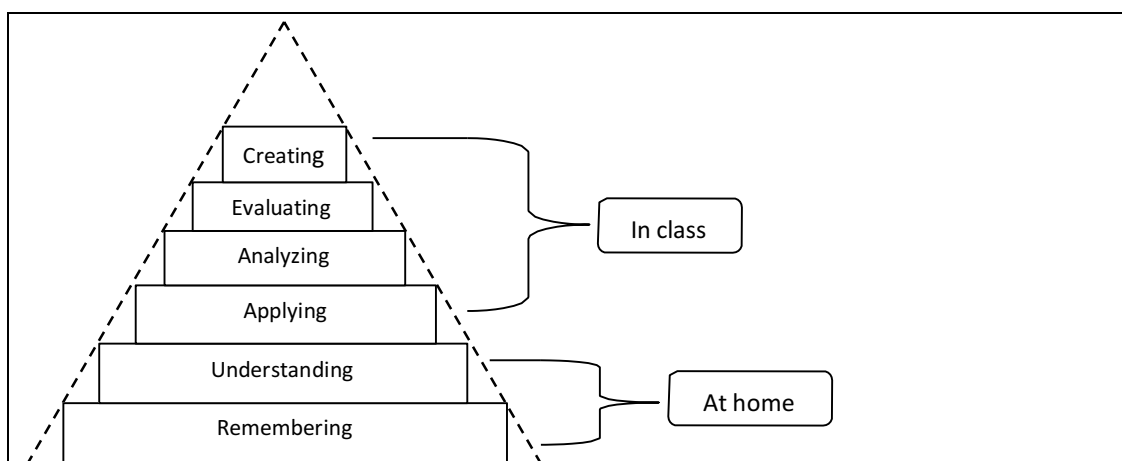 Creating
Evaluating
In class
Analyzing
Applying
Understanding
At home
Remembering